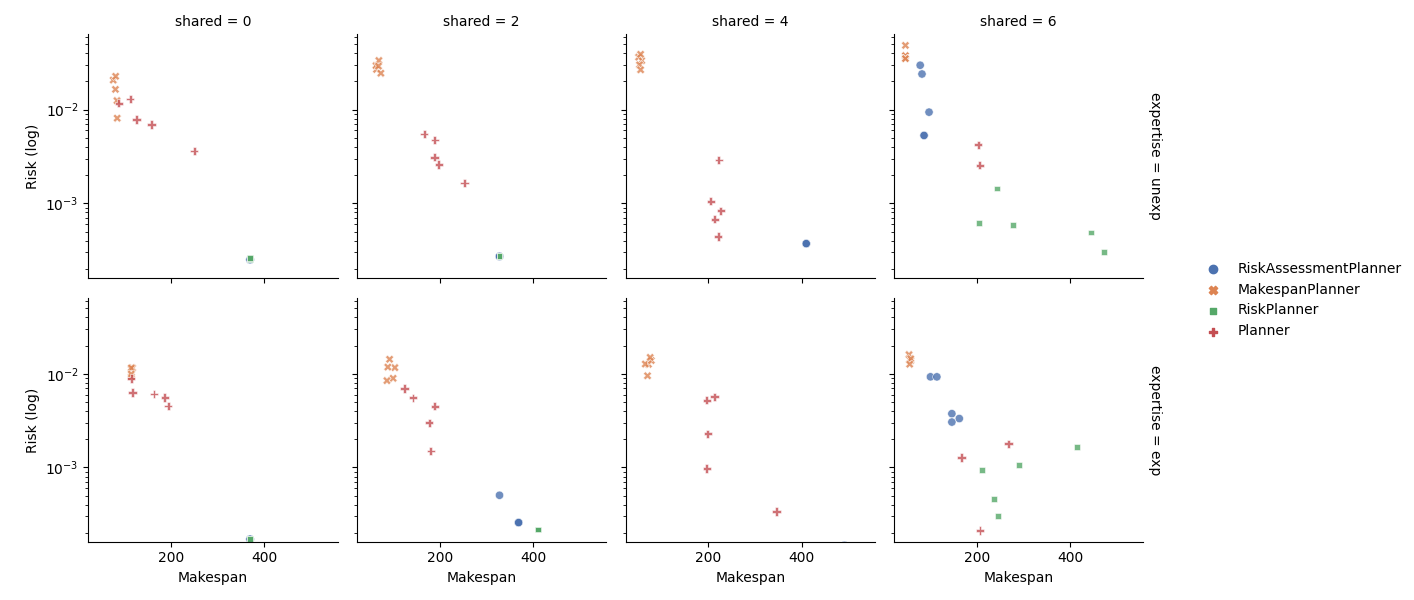 shared = 0
shared = 2
shared = 4
shared = 6
10⁻²
10⁻³
Risk (log)
expertise = unexp
RiskAssessmentPlanner
MakespanPlanner
RiskPlanner
Planner
10⁻²
10⁻³
Risk (log)
expertise = exp
200
400
200
400
200
400
200
400
Makespan
Makespan
Makespan
Makespan